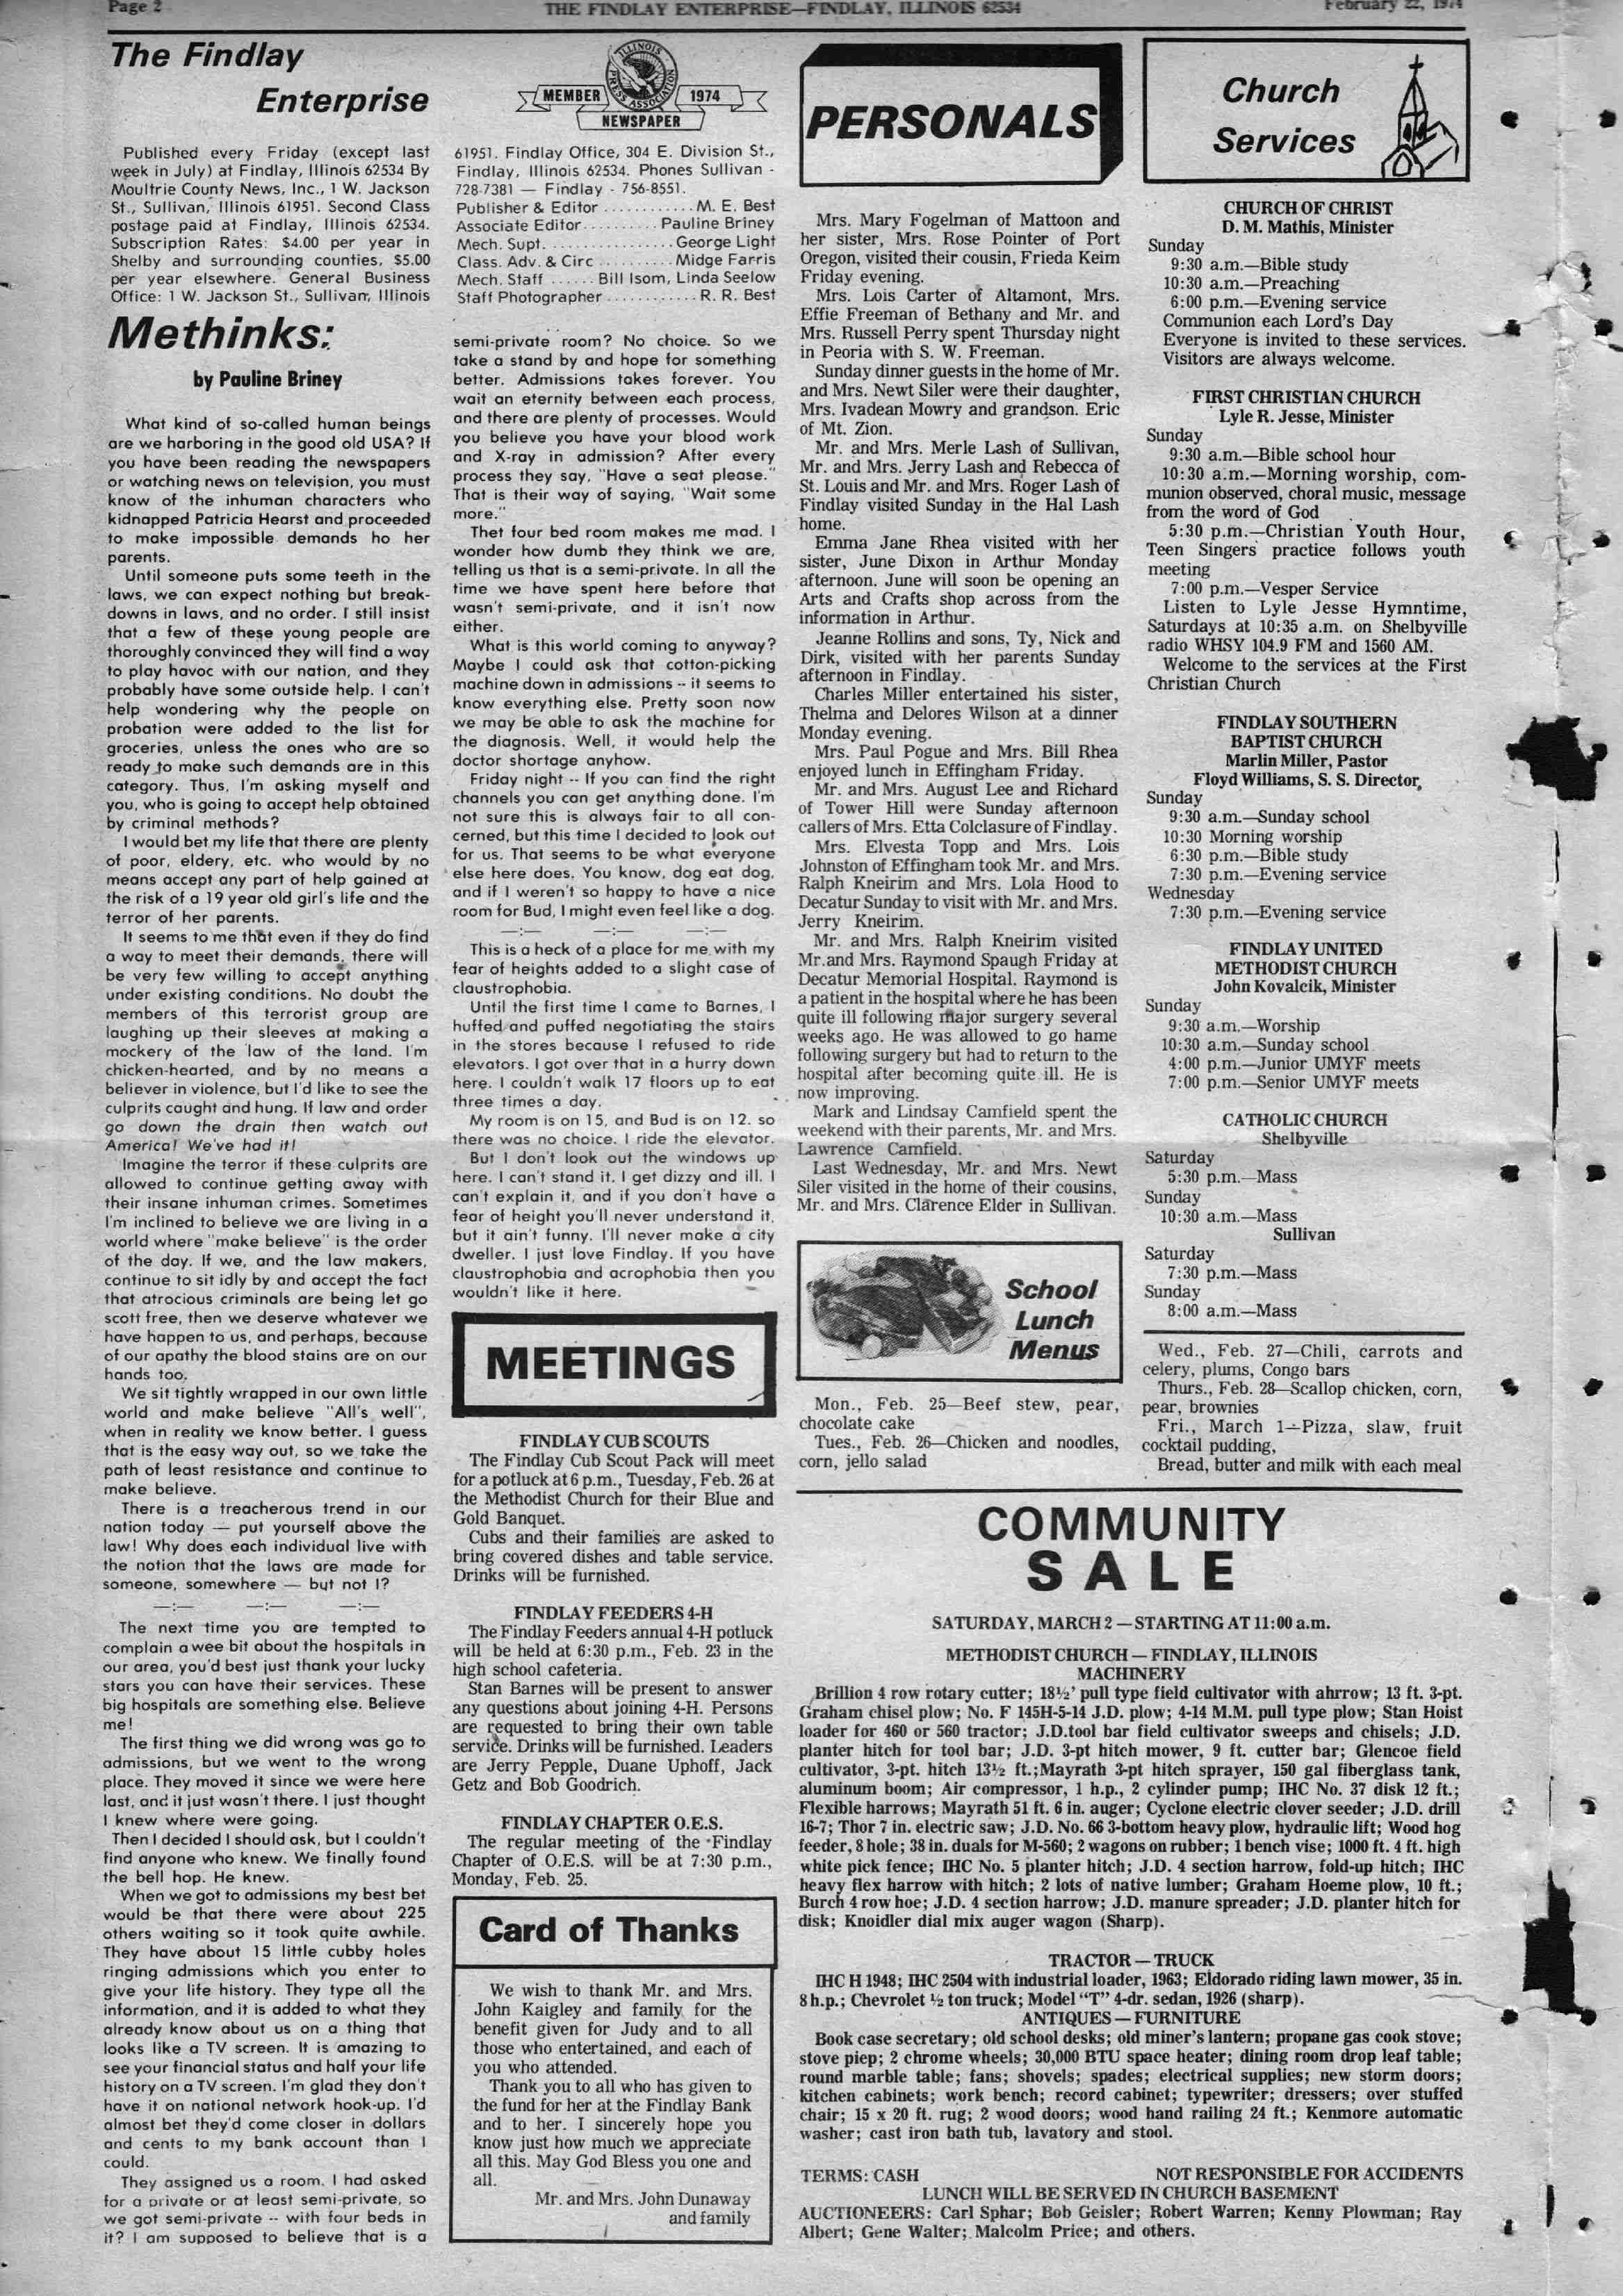 Page 2
THE FINDLAY ENTERPRISE—FINDLAY, ILLINOIS 62534
February 22, 1974
The Findlay
Enterprise
ILLINOIS
PRESS ASSOCIATION
MEMBER
1974
NEWSPAPER
Published every Friday (except last
week in July) at Findlay, Illinois 62534 By
Moultrie County News, Inc., 1 W. Jackson
St., Sullivan, Illinois 61951. Second Class
postage paid at Findlay, Illinois 62534.
Subscription Rates: $4.00 per year in
Shelby and surrounding counties, $5.00
per year elsewhere. General Business
Office: 1 W. Jackson St., Sullivan, Illinois
61951. Findlay Office, 304 E. Division St.,
Findlay, Illinois 62534. Phones Sullivan -
728-7381 — Findlay - 756-8551.
Publisher & Editor ............ M. E. Best
Associate Editor .......... Pauline Briney
Mech. Supt. ................ George Light
Class. Adv. & Circ .......... Midge Farris
Mech. Staff ...... Bill Isom, Linda Seelow
Staff Photographer ............ R. R. Best
Methinks:
by Pauline Briney
What kind of so-called human beings
are we harboring in the good old USA? If
you have been reading the newspapers
or watching news on television, you must
know of the inhuman characters who
kidnapped Patricia Hearst and proceeded
to make impossible demands ho her
parents.
Until someone puts some teeth in the
laws, we can expect nothing but break-
downs in laws, and no order. I still insist
that a few of these young people are
thoroughly convinced they will find a way
to play havoc with our nation, and they
probably have some outside help. I can't
help wondering why the people on
probation were added to the list for
groceries, unless the ones who are so
ready to make such demands are in this
category. Thus, I'm asking myself and
you, who is going to accept help obtained
by criminal methods?
I would bet my life that there are plenty
of poor, eldery, etc. who would by no
means accept any part of help gained at
the risk of a 19 year old girl's life and the
terror of her parents.
It seems to me that even if they do find
a way to meet their demands, there will
be very few willing to accept anything
under existing conditions. No doubt the
members of this terrorist group are
laughing up their sleeves at making a
mockery of the law of the land. I'm
chicken-hearted, and by no means a
believer in violence, but I'd like to see the
culprits caught and hung. If law and order
go down the drain then watch out
America! We've had it!
Imagine the terror if these culprits are
allowed to continue getting away with
their insane inhuman crimes. Sometimes
I'm inclined to believe we are living in a
world where "make believe" is the order
of the day. If we, and the law makers,
continue to sit idly by and accept the fact
that atrocious criminals are being let go
scott free, then we deserve whatever we
have happen to us, and perhaps, because
of our apathy the blood stains are on our
hands too.
We sit tightly wrapped in our own little
world and make believe "All's well",
when in reality we know better. I guess
that is the easy way out, so we take the
path of least resistance and continue to
make believe.
There is a treacherous trend in our
nation today — put yourself above the
law! Why does each individual live with
the notion that the laws are made for
someone, somewhere — but not I?
—:— —:— —:—
The next time you are tempted to
complain a wee bit about the hospitals in
our area, you'd best just thank your lucky
stars you can have their services. These
big hospitals are something else. Believe
me!
The first thing we did wrong was go to
admissions, but we went to the wrong
place. They moved it since we were here
last, and it just wasn't there. I just thought
I knew where were going.
Then I decided I should ask, but I couldn't
find anyone who knew. We finally found
the bell hop. He knew.
When we got to admissions my best bet
would be that there were about 225
others waiting so it took quite awhile.
They have about 15 little cubby holes
ringing admissions which you enter to
give your life history. They type all the
information, and it is added to what they
already know about us on a thing that
looks like a TV screen. It is amazing to
see your financial status and half your life
history on a TV screen. I'm glad they don't
have it on national network hook-up. I'd
almost bet they'd come closer in dollars
and cents to my bank account than I
could.
They assigned us a room. I had asked
for a private or at least semi-private, so
we got semi-private -- with four beds in
it? I am supposed to believe that is a
semi-private room? No choice. So we
take a stand by and hope for something
better. Admissions takes forever. You
wait an eternity between each process,
and there are plenty of processes. Would
you believe you have your blood work
and X-ray in admission? After every
process they say, "Have a seat please."
That is their way of saying, "Wait some
more."
Thet four bed room makes me mad. I
wonder how dumb they think we are,
telling us that is a semi-private. In all the
time we have spent here before that
wasn't semi-private, and it isn't now
either.
What is this world coming to anyway?
Maybe I could ask that cotton-picking
machine down in admissions -- it seems to
know everything else. Pretty soon now
we may be able to ask the machine for
the diagnosis. Well, it would help the
doctor shortage anyhow.
Friday night -- If you can find the right
channels you can get anything done. I'm
not sure this is always fair to all con-
cerned, but this time I decided to look out
for us. That seems to be what everyone
else here does. You know, dog eat dog,
and if I weren't so happy to have a nice
room for Bud, I might even feel like a dog.
—:— —:— —:—
This is a heck of a place for me with my
fear of heights added to a slight case of
claustrophobia.
Until the first time I came to Barnes, I
huffed and puffed negotiating the stairs
in the stores because I refused to ride
elevators. I got over that in a hurry down
here. I couldn't walk 17 floors up to eat
three times a day.
My room is on 15, and Bud is on 12, so
there was no choice. I ride the elevator.
But I don't look out the windows up
here. I can't stand it. I get dizzy and ill. I
can't explain it, and if you don't have a
fear of height you'll never understand it,
but it ain't funny. I'll never make a city
dweller. I just love Findlay. If you have
claustrophobia and acrophobia then you
wouldn't like it here.
MEETINGS
FINDLAY CUB SCOUTS
The Findlay Cub Scout Pack will meet
for a potluck at 6 p.m., Tuesday, Feb. 26 at
the Methodist Church for their Blue and
Gold Banquet.
Cubs and their families are asked to
bring covered dishes and table service.
Drinks will be furnished.
FINDLAY FEEDERS 4-H
The Findlay Feeders annual 4-H potluck
will be held at 6:30 p.m., Feb. 23 in the
high school cafeteria.
Stan Barnes will be present to answer
any questions about joining 4-H. Persons
are requested to bring their own table
service. Drinks will be furnished. Leaders
are Jerry Pepple, Duane Uphoff, Jack
Getz and Bob Goodrich.
FINDLAY CHAPTER O.E.S.
The regular meeting of the Findlay
Chapter of O.E.S. will be at 7:30 p.m.,
Monday, Feb. 25.
Card of Thanks
We wish to thank Mr. and Mrs.
John Kaigley and family for the
benefit given for Judy and to all
those who entertained, and each of
you who attended.
Thank you to all who has given to
the fund for her at the Findlay Bank
and to her. I sincerely hope you
know just how much we appreciate
all this. May God Bless you one and
all.
Mr. and Mrs. John Dunaway
and family
PERSONALS
Mrs. Mary Fogelman of Mattoon and
her sister, Mrs. Rose Pointer of Port
Oregon, visited their cousin, Frieda Keim
Friday evening.
Mrs. Lois Carter of Altamont, Mrs.
Effie Freeman of Bethany and Mr. and
Mrs. Russell Perry spent Thursday night
in Peoria with S. W. Freeman.
Sunday dinner guests in the home of Mr.
and Mrs. Newt Siler were their daughter,
Mrs. Ivadean Mowry and grandson. Eric
of Mt. Zion.
Mr. and Mrs. Merle Lash of Sullivan,
Mr. and Mrs. Jerry Lash and Rebecca of
St. Louis and Mr. and Mrs. Roger Lash of
Findlay visited Sunday in the Hal Lash
home.
Emma Jane Rhea visited with her
sister, June Dixon in Arthur Monday
afternoon. June will soon be opening an
Arts and Crafts shop across from the
information in Arthur.
Jeanne Rollins and sons, Ty, Nick and
Dirk, visited with her parents Sunday
afternoon in Findlay.
Charles Miller entertained his sister,
Thelma and Delores Wilson at a dinner
Monday evening.
Mrs. Paul Pogue and Mrs. Bill Rhea
enjoyed lunch in Effingham Friday.
Mr. and Mrs. August Lee and Richard
of Tower Hill were Sunday afternoon
callers of Mrs. Etta Colclasure of Findlay.
Mrs. Elvesta Topp and Mrs. Lois
Johnston of Effingham took Mr. and Mrs.
Ralph Kneirim and Mrs. Lola Hood to
Decatur Sunday to visit with Mr. and Mrs.
Jerry Kneirim.
Mr. and Mrs. Ralph Kneirim visited
Mr.and Mrs. Raymond Spaugh Friday at
Decatur Memorial Hospital. Raymond is
a patient in the hospital where he has been
quite ill following major surgery several
weeks ago. He was allowed to go hame
following surgery but had to return to the
hospital after becoming quite ill. He is
now improving.
Mark and Lindsay Camfield spent the
weekend with their parents, Mr. and Mrs.
Lawrence Camfield.
Last Wednesday, Mr. and Mrs. Newt
Siler visited in the home of their cousins,
Mr. and Mrs. Clarence Elder in Sullivan.
School
Lunch
Menus
Mon., Feb. 25—Beef stew, pear,
chocolate cake
Tues., Feb. 26—Chicken and noodles,
corn, jello salad
Church
Services
CHURCH OF CHRIST
D. M. Mathis, Minister
Sunday
9:30 a.m.—Bible study
10:30 a.m.—Preaching
6:00 p.m.—Evening service
Communion each Lord's Day
Everyone is invited to these services.
Visitors are always welcome.
FIRST CHRISTIAN CHURCH
Lyle R. Jesse, Minister
Sunday
9:30 a.m.—Bible school hour
10:30 a.m.—Morning worship, com-
munion observed, choral music, message
from the word of God
5:30 p.m.—Christian Youth Hour,
Teen Singers practice follows youth
meeting
7:00 p.m.—Vesper Service
Listen to Lyle Jesse Hymntime,
Saturdays at 10:35 a.m. on Shelbyville
radio WHSY 104.9 FM and 1560 AM.
Welcome to the services at the First
Christian Church
FINDLAY SOUTHERN
BAPTIST CHURCH
Marlin Miller, Pastor
Floyd Williams, S. S. Director,
Sunday
9:30 a.m.—Sunday school
10:30 Morning worship
6:30 p.m.—Bible study
7:30 p.m.—Evening service
Wednesday
7:30 p.m.—Evening service
FINDLAY UNITED
METHODIST CHURCH
John Kovalcik, Minister
Sunday
9:30 a.m.—Worship
10:30 a.m.—Sunday school
4:00 p.m.—Junior UMYF meets
7:00 p.m.—Senior UMYF meets
CATHOLIC CHURCH
Shelbyville
Saturday
5:30 p.m.—Mass
Sunday
10:30 a.m.—Mass
Sullivan
Saturday
7:30 p.m.—Mass
Sunday
8:00 a.m.—Mass
Wed., Feb. 27—Chili, carrots and
celery, plums, Congo bars
Thurs., Feb. 28—Scallop chicken, corn,
pear, brownies
Fri., March 1—Pizza, slaw, fruit
cocktail pudding,
Bread, butter and milk with each meal
COMMUNITY
SALE
SATURDAY, MARCH 2 — STARTING AT 11:00 a.m.
METHODIST CHURCH — FINDLAY, ILLINOIS
MACHINERY
Brillion 4 row rotary cutter; 18½' pull type field cultivator with ahrrow; 13 ft. 3-pt.
Graham chisel plow; No. F 145H-5-14 J.D. plow; 4-14 M.M. pull type plow; Stan Hoist
loader for 460 or 560 tractor; J.D.tool bar field cultivator sweeps and chisels; J.D.
planter hitch for tool bar; J.D. 3-pt hitch mower, 9 ft. cutter bar; Glencoe field
cultivator, 3-pt. hitch 13½ ft.;Mayrath 3-pt hitch sprayer, 150 gal fiberglass tank,
aluminum boom; Air compressor, 1 h.p., 2 cylinder pump; IHC No. 37 disk 12 ft.;
Flexible harrows; Mayrath 51 ft. 6 in. auger; Cyclone electric clover seeder; J.D. drill
16-7; Thor 7 in. electric saw; J.D. No. 66 3-bottom heavy plow, hydraulic lift; Wood hog
feeder, 8 hole; 38 in. duals for M-560; 2 wagons on rubber; 1 bench vise; 1000 ft. 4 ft. high
white pick fence; IHC No. 5 planter hitch; J.D. 4 section harrow, fold-up hitch; IHC
heavy flex harrow with hitch; 2 lots of native lumber; Graham Hoeme plow, 10 ft.;
Burch 4 row hoe; J.D. 4 section harrow; J.D. manure spreader; J.D. planter hitch for
disk; Knoidler dial mix auger wagon (Sharp).
TRACTOR — TRUCK
IHC H 1948; IHC 2504 with industrial loader, 1963; Eldorado riding lawn mower, 35 in.
8 h.p.; Chevrolet ½ ton truck; Model "T" 4-dr. sedan, 1926 (sharp).
ANTIQUES — FURNITURE
Book case secretary; old school desks; old miner's lantern; propane gas cook stove;
stove piep; 2 chrome wheels; 30,000 BTU space heater; dining room drop leaf table;
round marble table; fans; shovels; spades; electrical supplies; new storm doors;
kitchen cabinets; work bench; record cabinet; typewriter; dressers; over stuffed
chair; 15 x 20 ft. rug; 2 wood doors; wood hand railing 24 ft.; Kenmore automatic
washer; cast iron bath tub, lavatory and stool.
TERMS: CASH
NOT RESPONSIBLE FOR ACCIDENTS
LUNCH WILL BE SERVED IN CHURCH BASEMENT
AUCTIONEERS: Carl Sphar; Bob Geisler; Robert Warren; Kenny Plowman; Ray
Albert; Gene Walter; Malcolm Price; and others.